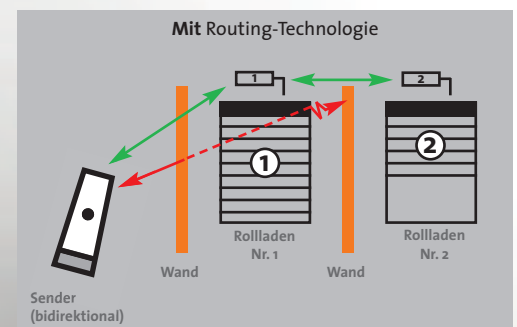 Mit Routing-Technologie
1
2
1
2
Rollladen
Nr. 1
Rollladen
Nr. 2
Wand
Wand
Sender
(bidirektional)